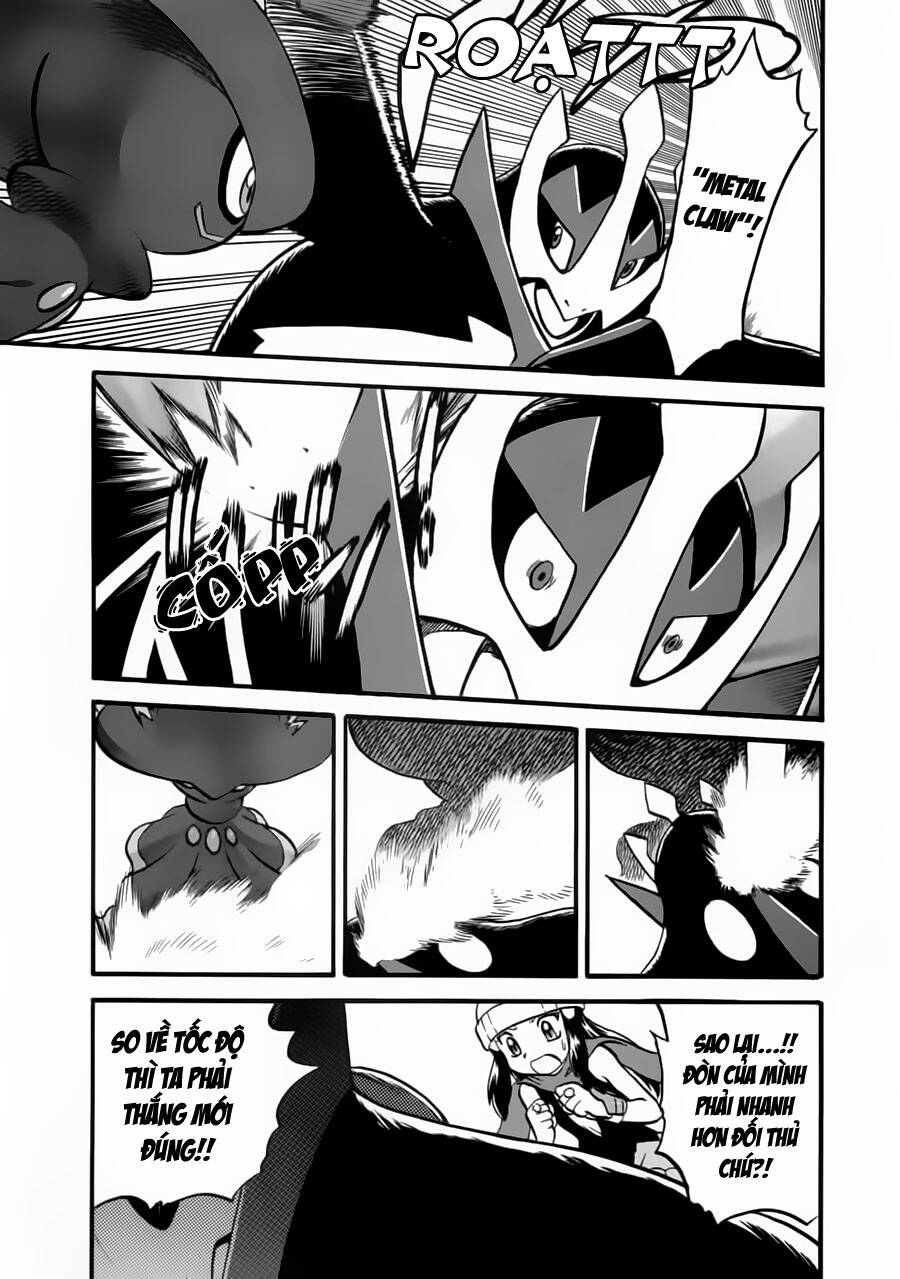 ROẠTTT
"METAL
CLAW"!
CỐPP
SAO LẠI...!!
ĐÒN CỦA MÌNH
PHẢI NHANH
HƠN ĐỐI THỦ
CHỨ?!
SO VỀ TỐC ĐỘ
THÌ TA PHẢI
THẮNG MỚI
ĐÚNG!!